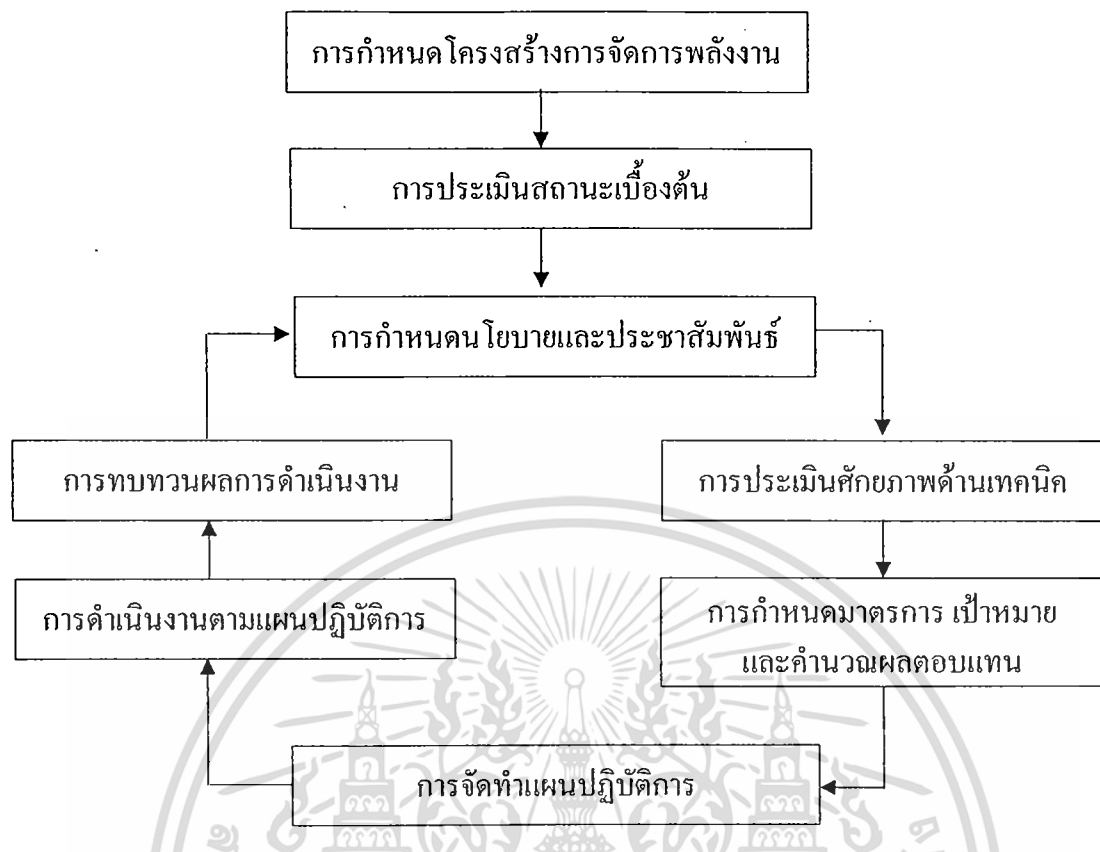 การกำหนดโครงสร้างการจัดการพลังงาน
การประเมินสถานะเบื้องต้น
การกำหนดนโยบายและประชาสัมพันธ์
การทบทวนผลการดำเนินงาน
การประเมินศักยภาพด้านเทคนิค
การดำเนินงานตามแผนปฏิบัติการ
การกำหนดมาตรการ เป้าหมาย
และคำนวณผลตอบแทน
การจัดทำแผนปฏิบัติการ